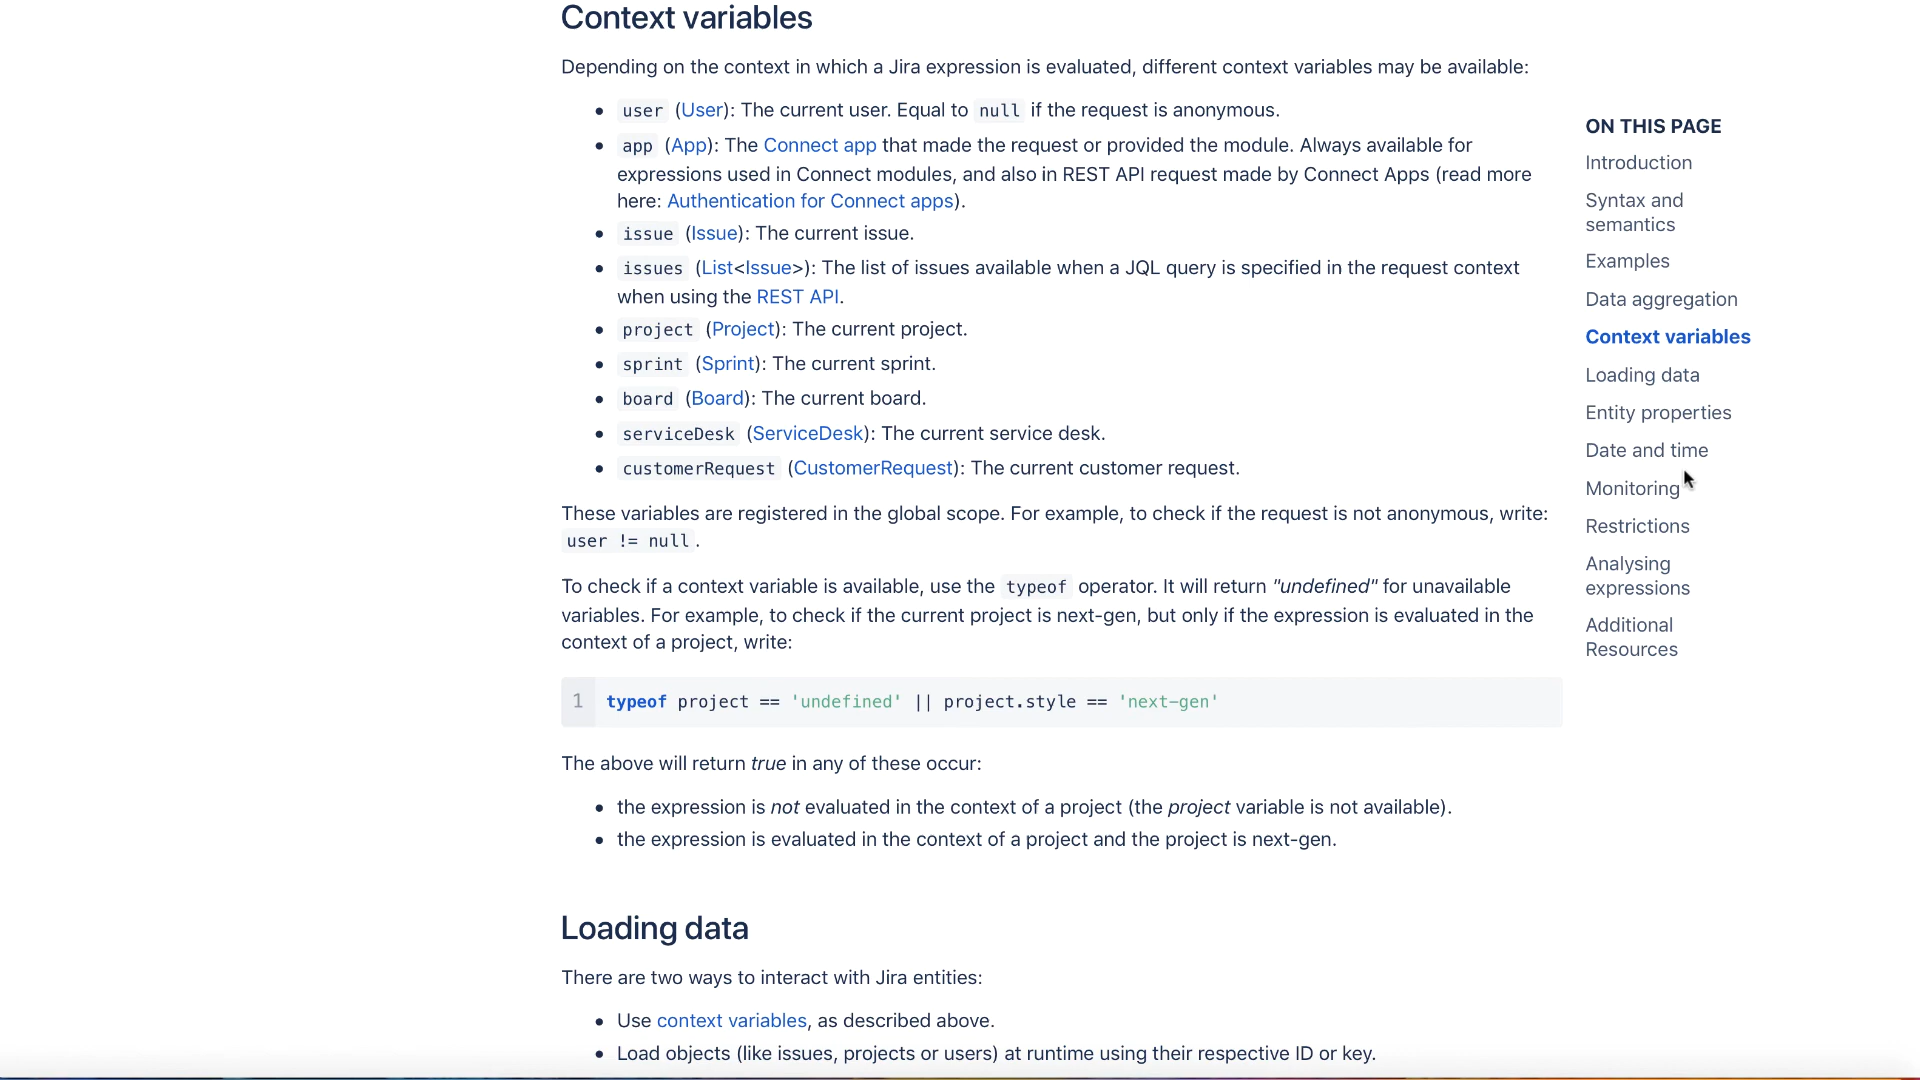 Context variables
Depending on the context in which a Jira expression is evaluated, different context variables may be available:
• user (User): The current user. Equal to null if the request is anonymous.
• app (App): The Connect app that made the request or provided the module. Always available for
expressions used in Connect modules, and also in REST API request made by Connect Apps (read more
here: Authentication for Connect apps).
• issue (Issue): The current issue.
• issues (List<Issue>): The list of issues available when a JQL query is specified in the request context
when using the REST API.
• project (Project): The current project.
• sprint (Sprint): The current sprint.
• board (Board): The current board.
• serviceDesk (ServiceDesk): The current service desk.
• customerRequest (CustomerRequest): The current customer request.
These variables are registered in the global scope. For example, to check if the request is not anonymous, write:
user != null.
To check if a context variable is available, use the typeof operator. It will return "undefined" for unavailable
variables. For example, to check if the current project is next-gen, but only if the expression is evaluated in the
context of a project, write:
1 typeof project == 'undefined' || project.style == 'next-gen'
The above will return true in any of these occur:
• the expression is not evaluated in the context of a project (the project variable is not available).
• the expression is evaluated in the context of a project and the project is next-gen.
Loading data
There are two ways to interact with Jira entities:
• Use context variables, as described above.
• Load objects (like issues, projects or users) at runtime using their respective ID or key.
ON THIS PAGE
Introduction
Syntax and
semantics
Examples
Data aggregation
Context variables
Loading data
Entity properties
Date and time
Monitoring
Restrictions
Analysing
expressions
Additional
Resources